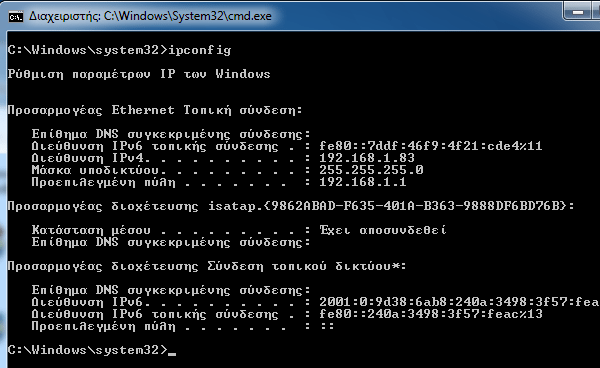 Διαχειριστής: C:\Windows\System32\cmd.exe
C:\Windows\system32>ipconfig
Ρύθμιση παραμέτρων IP των Windows
Προσαρμογέας Ethernet Τοπική σύνδεση:
Επίθημα DNS συγκεκριμένης σύνδεσης:
Διεύθυνση IPv6 τοπικής σύνδεσης . : fe80::7ddf:46f9:4f21:cde4%11
Διεύθυνση IPv4. . . . . . . . . . : 192.168.1.83
Μάσκα υποδικτύου. . . . . . . . . : 255.255.255.0
Προεπιλεγμένη πύλη . . . . . . . : 192.168.1.1
Προσαρμογέας διοχέτευσης isatap.{9862ABAD-F635-401A-B363-9888DF6BD76B}:
Κατάσταση μέσου . . . . . . . . . : Έχει αποσυνδεθεί
Επίθημα DNS συγκεκριμένης σύνδεσης:
Προσαρμογέας διοχέτευσης Σύνδεση τοπικού δικτύου*:
Επίθημα DNS συγκεκριμένης σύνδεσης:
Διεύθυνση IPv6. . . . . . . . . . : 2001:0:9d38:6ab8:240a:3498:3f57:fea
Διεύθυνση IPv6 τοπικής σύνδεσης . : fe80::240a:3498:3f57:feac%13
Προεπιλεγμένη πύλη . . . . . . . : ::
C:\Windows\system32>_